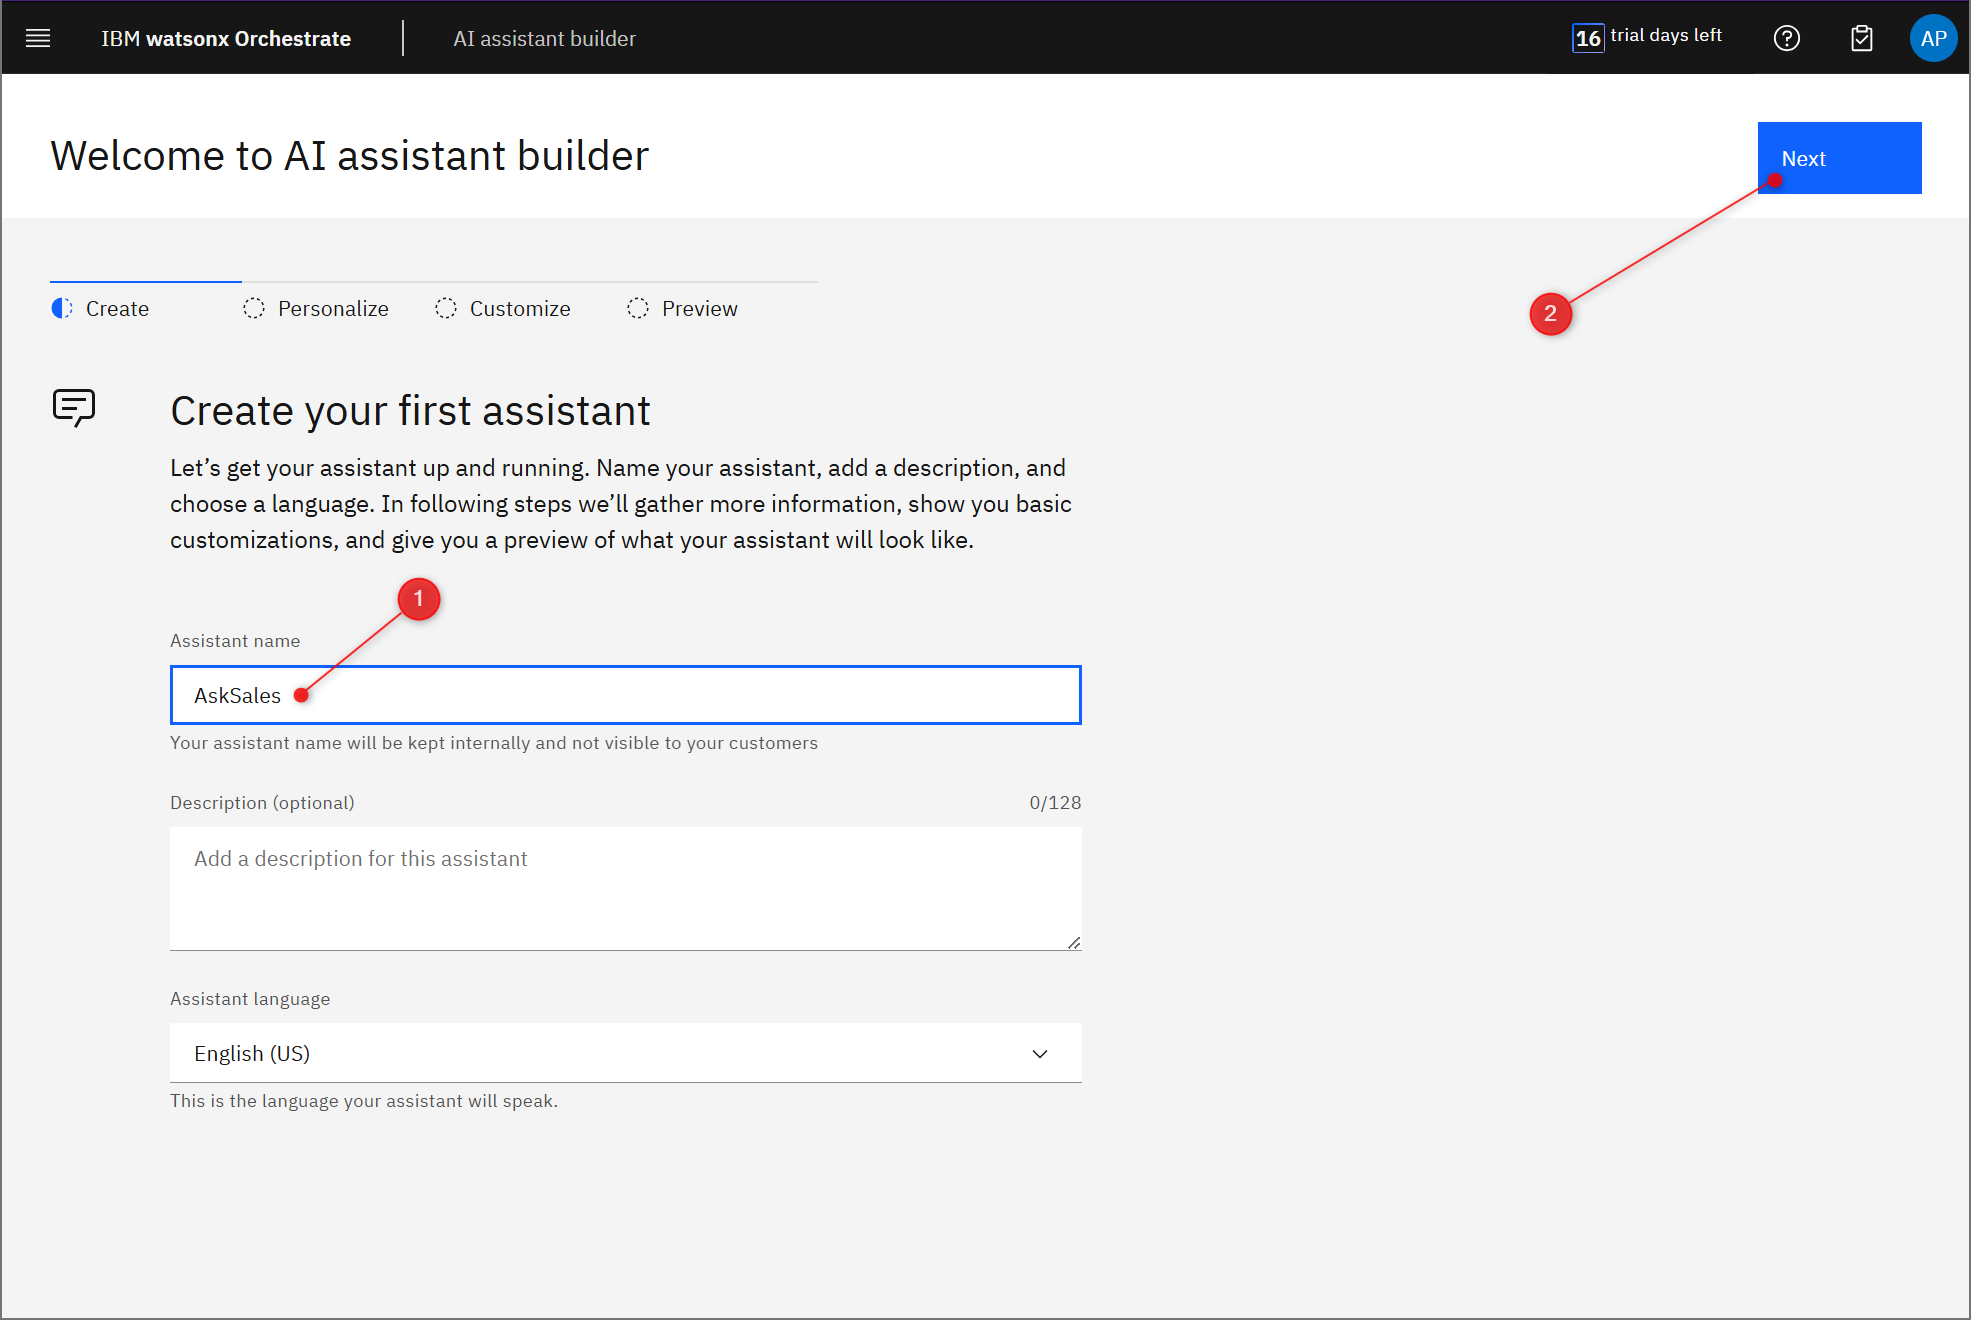 IBM watsonx Orchestrate
AI assistant builder
16 trial days left
AP
Welcome to AI assistant builder
Next
Create
Personalize
Customize
Preview
2
Create your first assistant
Let’s get your assistant up and running. Name your assistant, add a description, and
choose a language. In following steps we’ll gather more information, show you basic
customizations, and give you a preview of what your assistant will look like.
1
Assistant name
AskSales
Your assistant name will be kept internally and not visible to your customers
Description (optional)
0/128
Add a description for this assistant
Assistant language
English (US)
This is the language your assistant will speak.